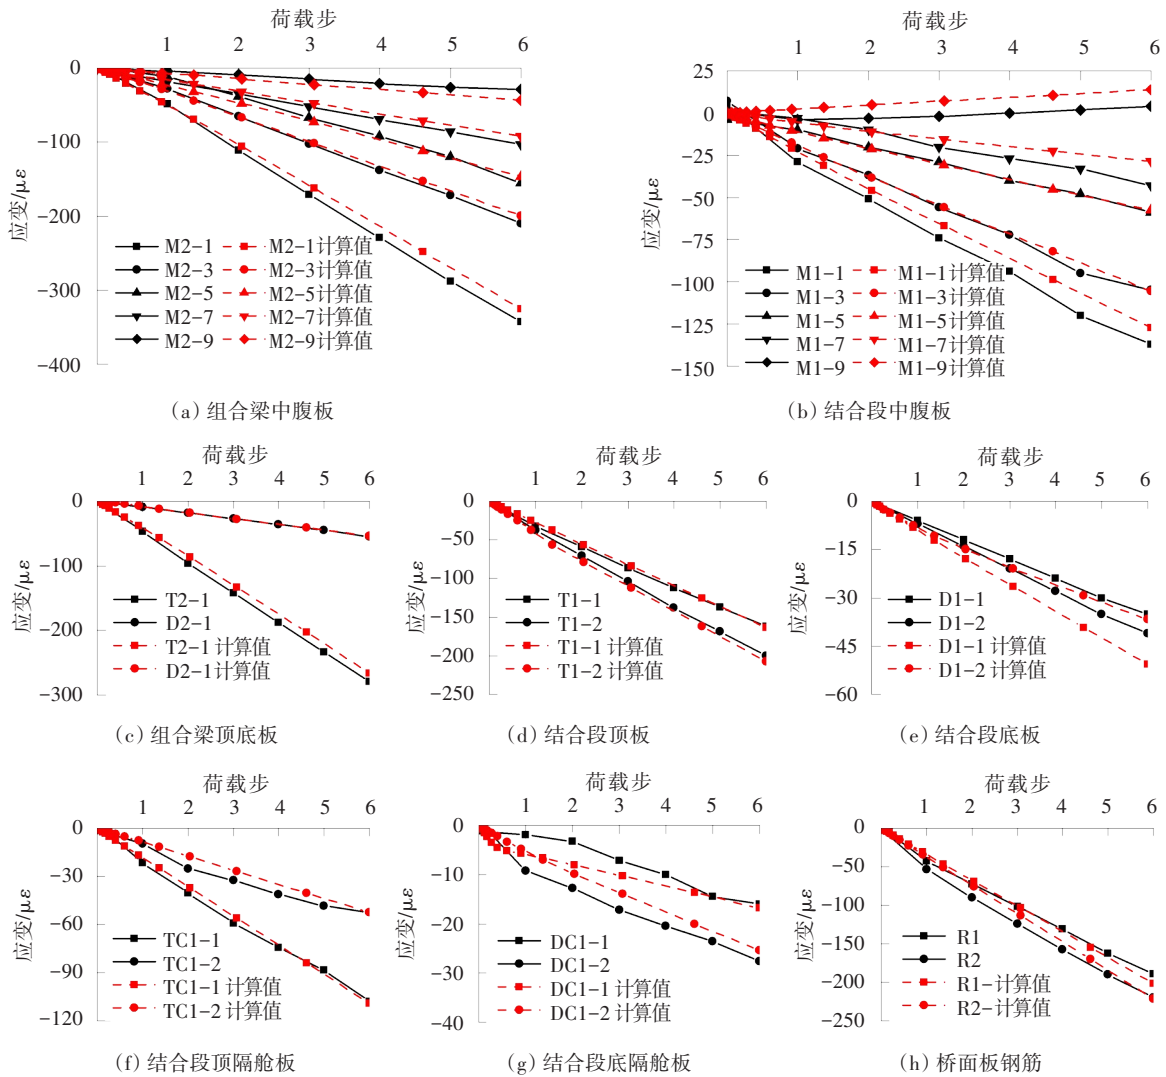 荷载步
1 2 3 4 5 6
0
-100
-200
-300
-400
应变/με
M2-1 M2-1计算值
M2-3 M2-3计算值
M2-5 M2-5计算值
M2-7 M2-7计算值
M2-9 M2-9计算值
(a) 组合梁中腹板
荷载步
1 2 3 4 5 6
25
0
-25
-50
-75
-100
-125
-150
应变/με
M1-1 M1-1计算值
M1-3 M1-3计算值
M1-5 M1-5计算值
M1-7 M1-7计算值
M1-9 M1-9计算值
(b) 结合段中腹板
荷载步
1 2 3 4 5 6
0
-100
-200
-300
应变/με
T2-1
D2-1
T2-1 计算值
D2-1计算值
(c) 组合梁顶底板
荷载步
1 2 3 4 5 6
0
-50
-100
-150
-200
-250
应变/με
T1-1
T1-2
T1-1 计算值
T1-2 计算值
(d) 结合段顶板
荷载步
1 2 3 4 5 6
0
-15
-30
-45
-60
应变/με
D1-1
D1-2
D1-1 计算值
D1-2 计算值
(e) 结合段底板
荷载步
1 2 3 4 5 6
0
-30
-60
-90
-120
应变/με
TC1-1
TC1-2
TC1-1 计算值
TC1-2 计算值
(f) 结合段顶隔舱板
荷载步
1 2 3 4 5 6
0
-10
-20
-30
-40
应变/με
DC1-1
DC1-2
DC1-1 计算值
DC1-2 计算值
(g) 结合段底隔舱板
荷载步
1 2 3 4 5 6
0
-50
-100
-150
-200
-250
应变/με
R1
R2
R1-计算值
R2-计算值
(h) 桥面板钢筋